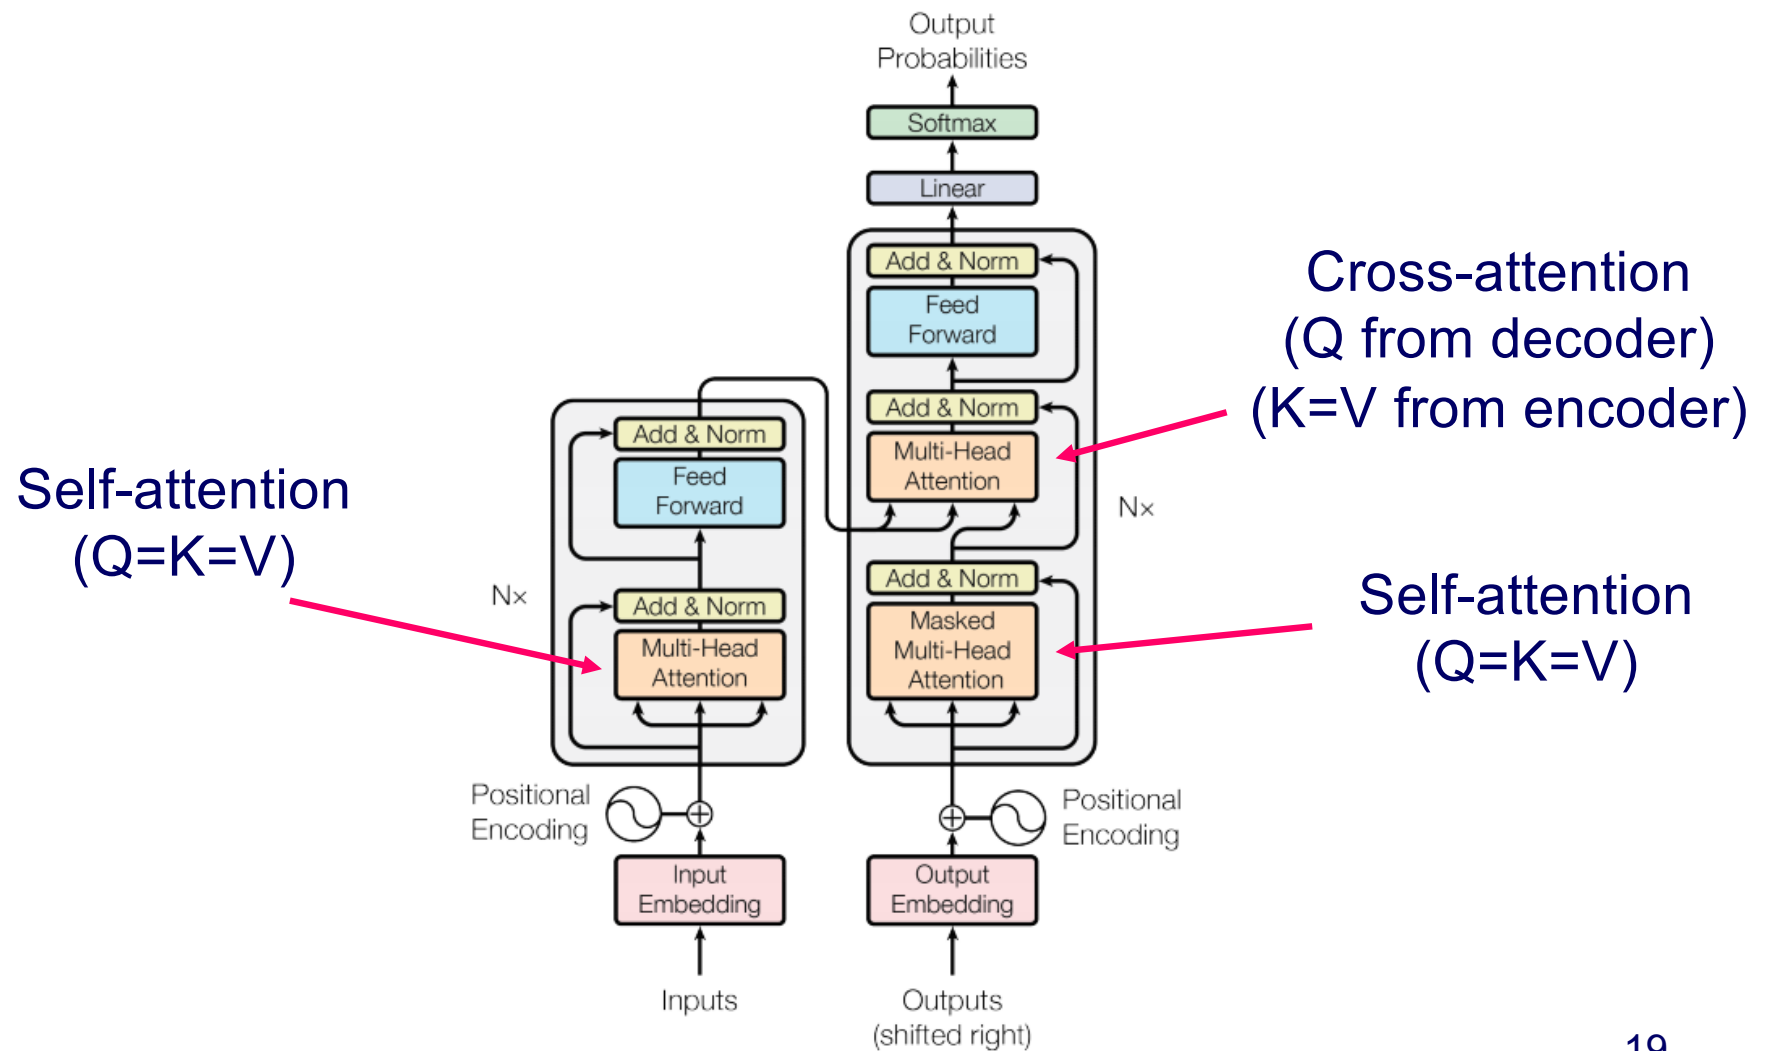 Output
Probabilities
Softmax
Linear
Add & Norm
Feed
Forward
Add & Norm
Multi-Head
Attention
Add & Norm
Masked
Multi-Head
Attention
Nx
Cross-attention
(Q from decoder)
(K=V from encoder)
Self-attention
(Q=K=V)
Add & Norm
Feed
Forward
Add & Norm
Multi-Head
Attention
Nx
Self-attention
(Q=K=V)
Positional
Encoding
Positional
Encoding
Input
Embedding
Output
Embedding
Inputs
Outputs
(shifted right)
19